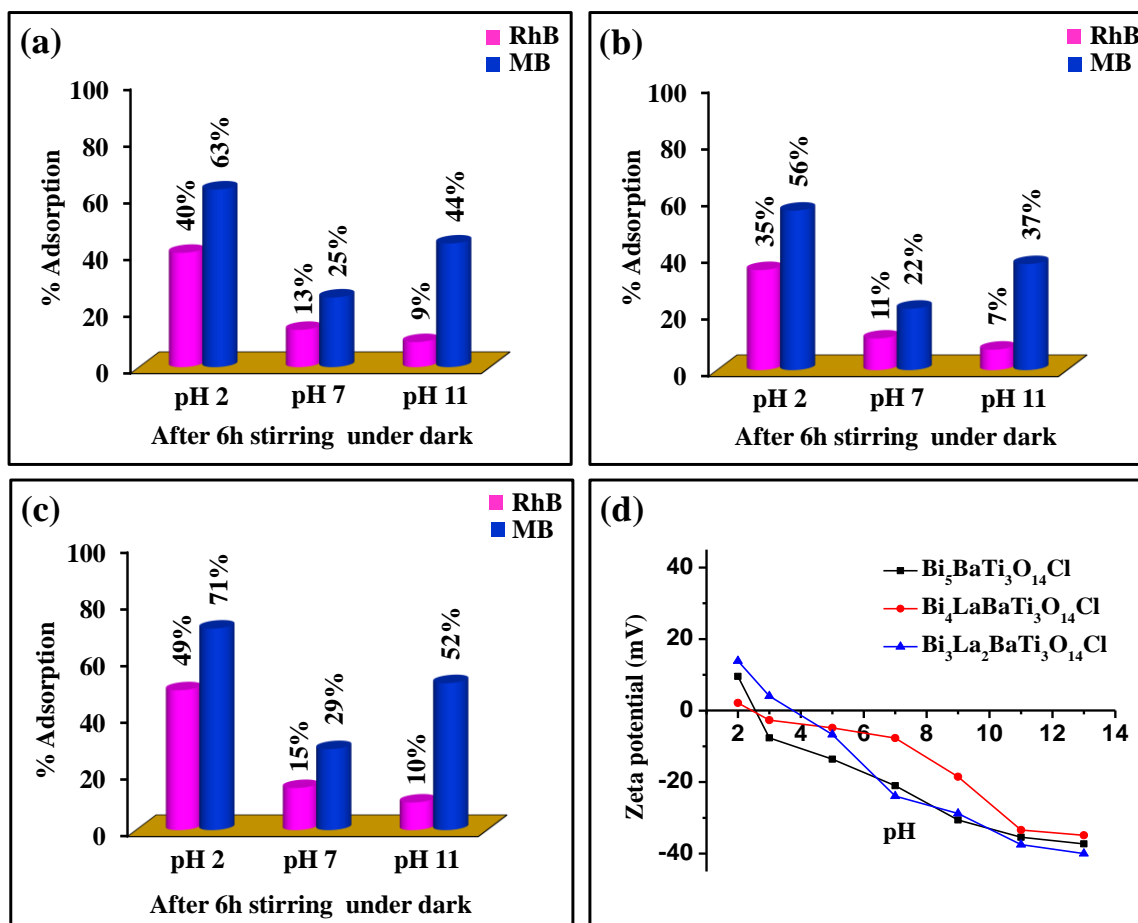 (a)
RhB
MB
% Adsorption
100
80
60
40
20
0
40%
63%
13%
25%
9%
44%
pH 2
pH 7
pH 11
After 6h stirring under dark
(b)
RhB
MB
% Adsorption
100
80
60
40
20
0
35%
56%
11%
22%
7%
37%
pH 2
pH 7
pH 11
After 6h stirring under dark
(c)
RhB
MB
% Adsorption
100
80
60
40
20
0
49%
71%
15%
29%
10%
52%
pH 2
pH 7
pH 11
After 6h stirring under dark
(d)
Zeta potential (mV)
40
20
0
-20
-40
Bi₅BaTi₃O₁₄Cl
Bi₄LaBaTi₃O₁₄Cl
Bi₃La₂BaTi₃O₁₄Cl
2 4 6 8 10 12 14
pH